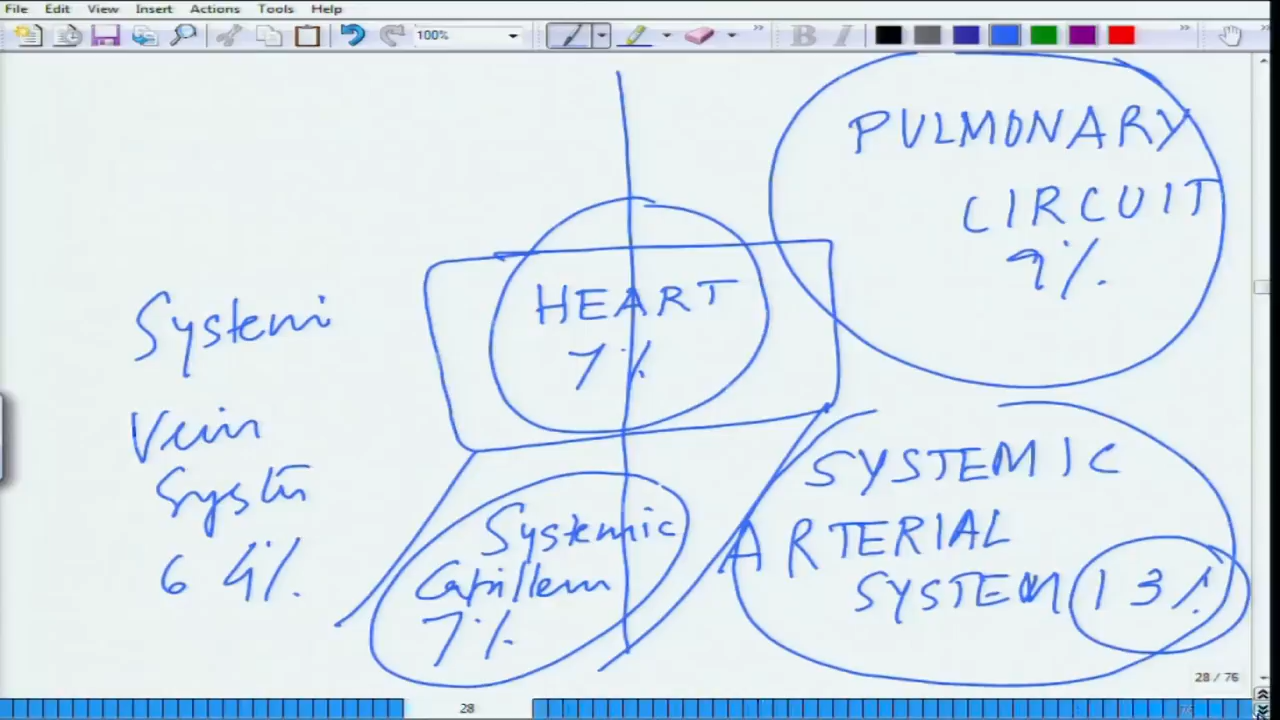 File Edit View Insert Actions Tools Help
100%
B I
PULMONARY
CIRCUIT
9%
HEART
7%
Systemi
Vein
System
64%
Systemic
7%
SYSTEMIC
ARTERIAL
SYSTEM 13%
28 / 76
28